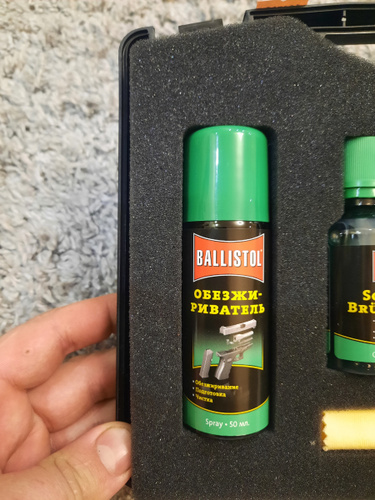 BALLISTOL
ОБЕЗЖИ-
РИВАТЕЛЬ
• Обезжиривание
• Подготовка
• Чистка
Spray • 50 мл.